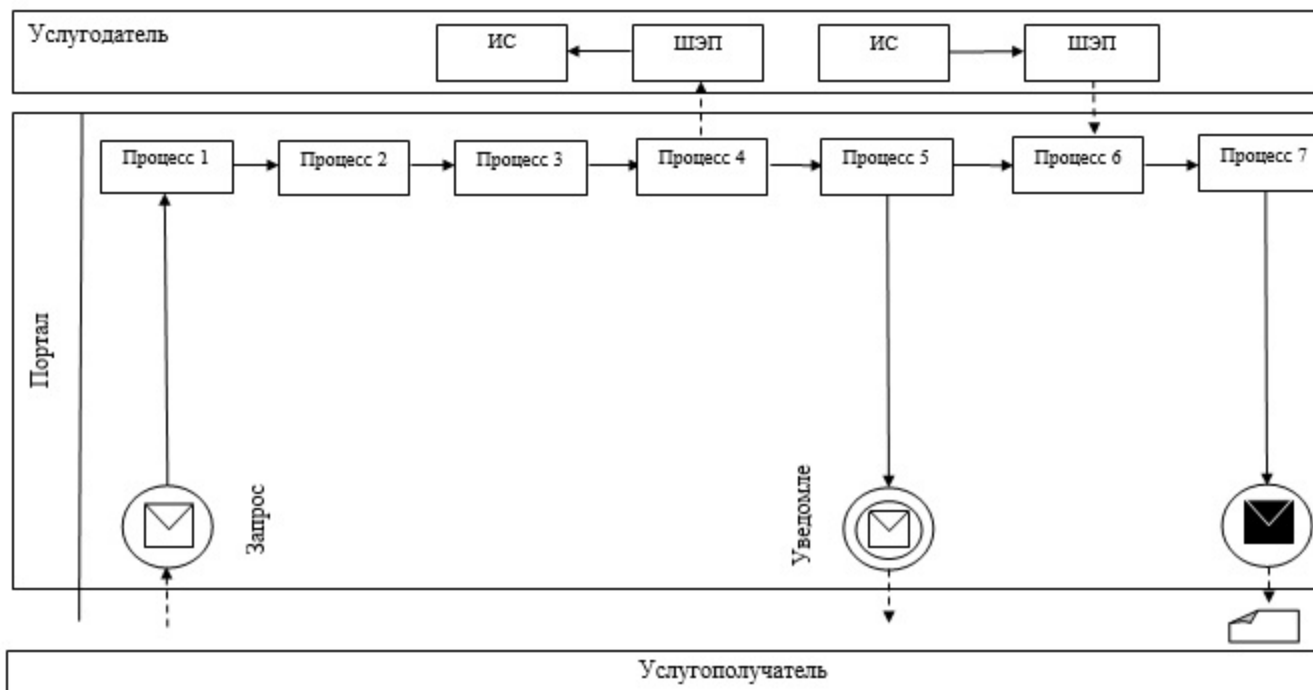 Услугодатель
ИС
ШЭП
ИС
ШЭП
Процесс 1
Процесс 2
Процесс 3
Процесс 4
Процесс 5
Процесс 6
Процесс 7
Портал
Запрос
Уведомле
Услугополучатель